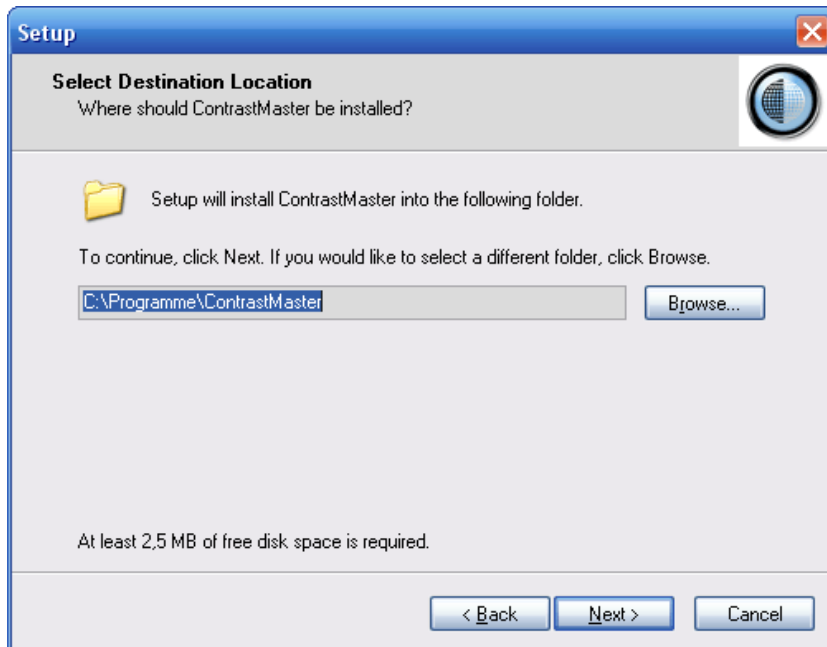 Setup
Select Destination Location
Where should ContrastMaster be installed?
Setup will install ContrastMaster into the following folder.
To continue, click Next. If you would like to select a different folder, click Browse.
C:\Programme\ContrastMaster
Browse...
At least 2,5 MB of free disk space is required.
< Back
Next >
Cancel